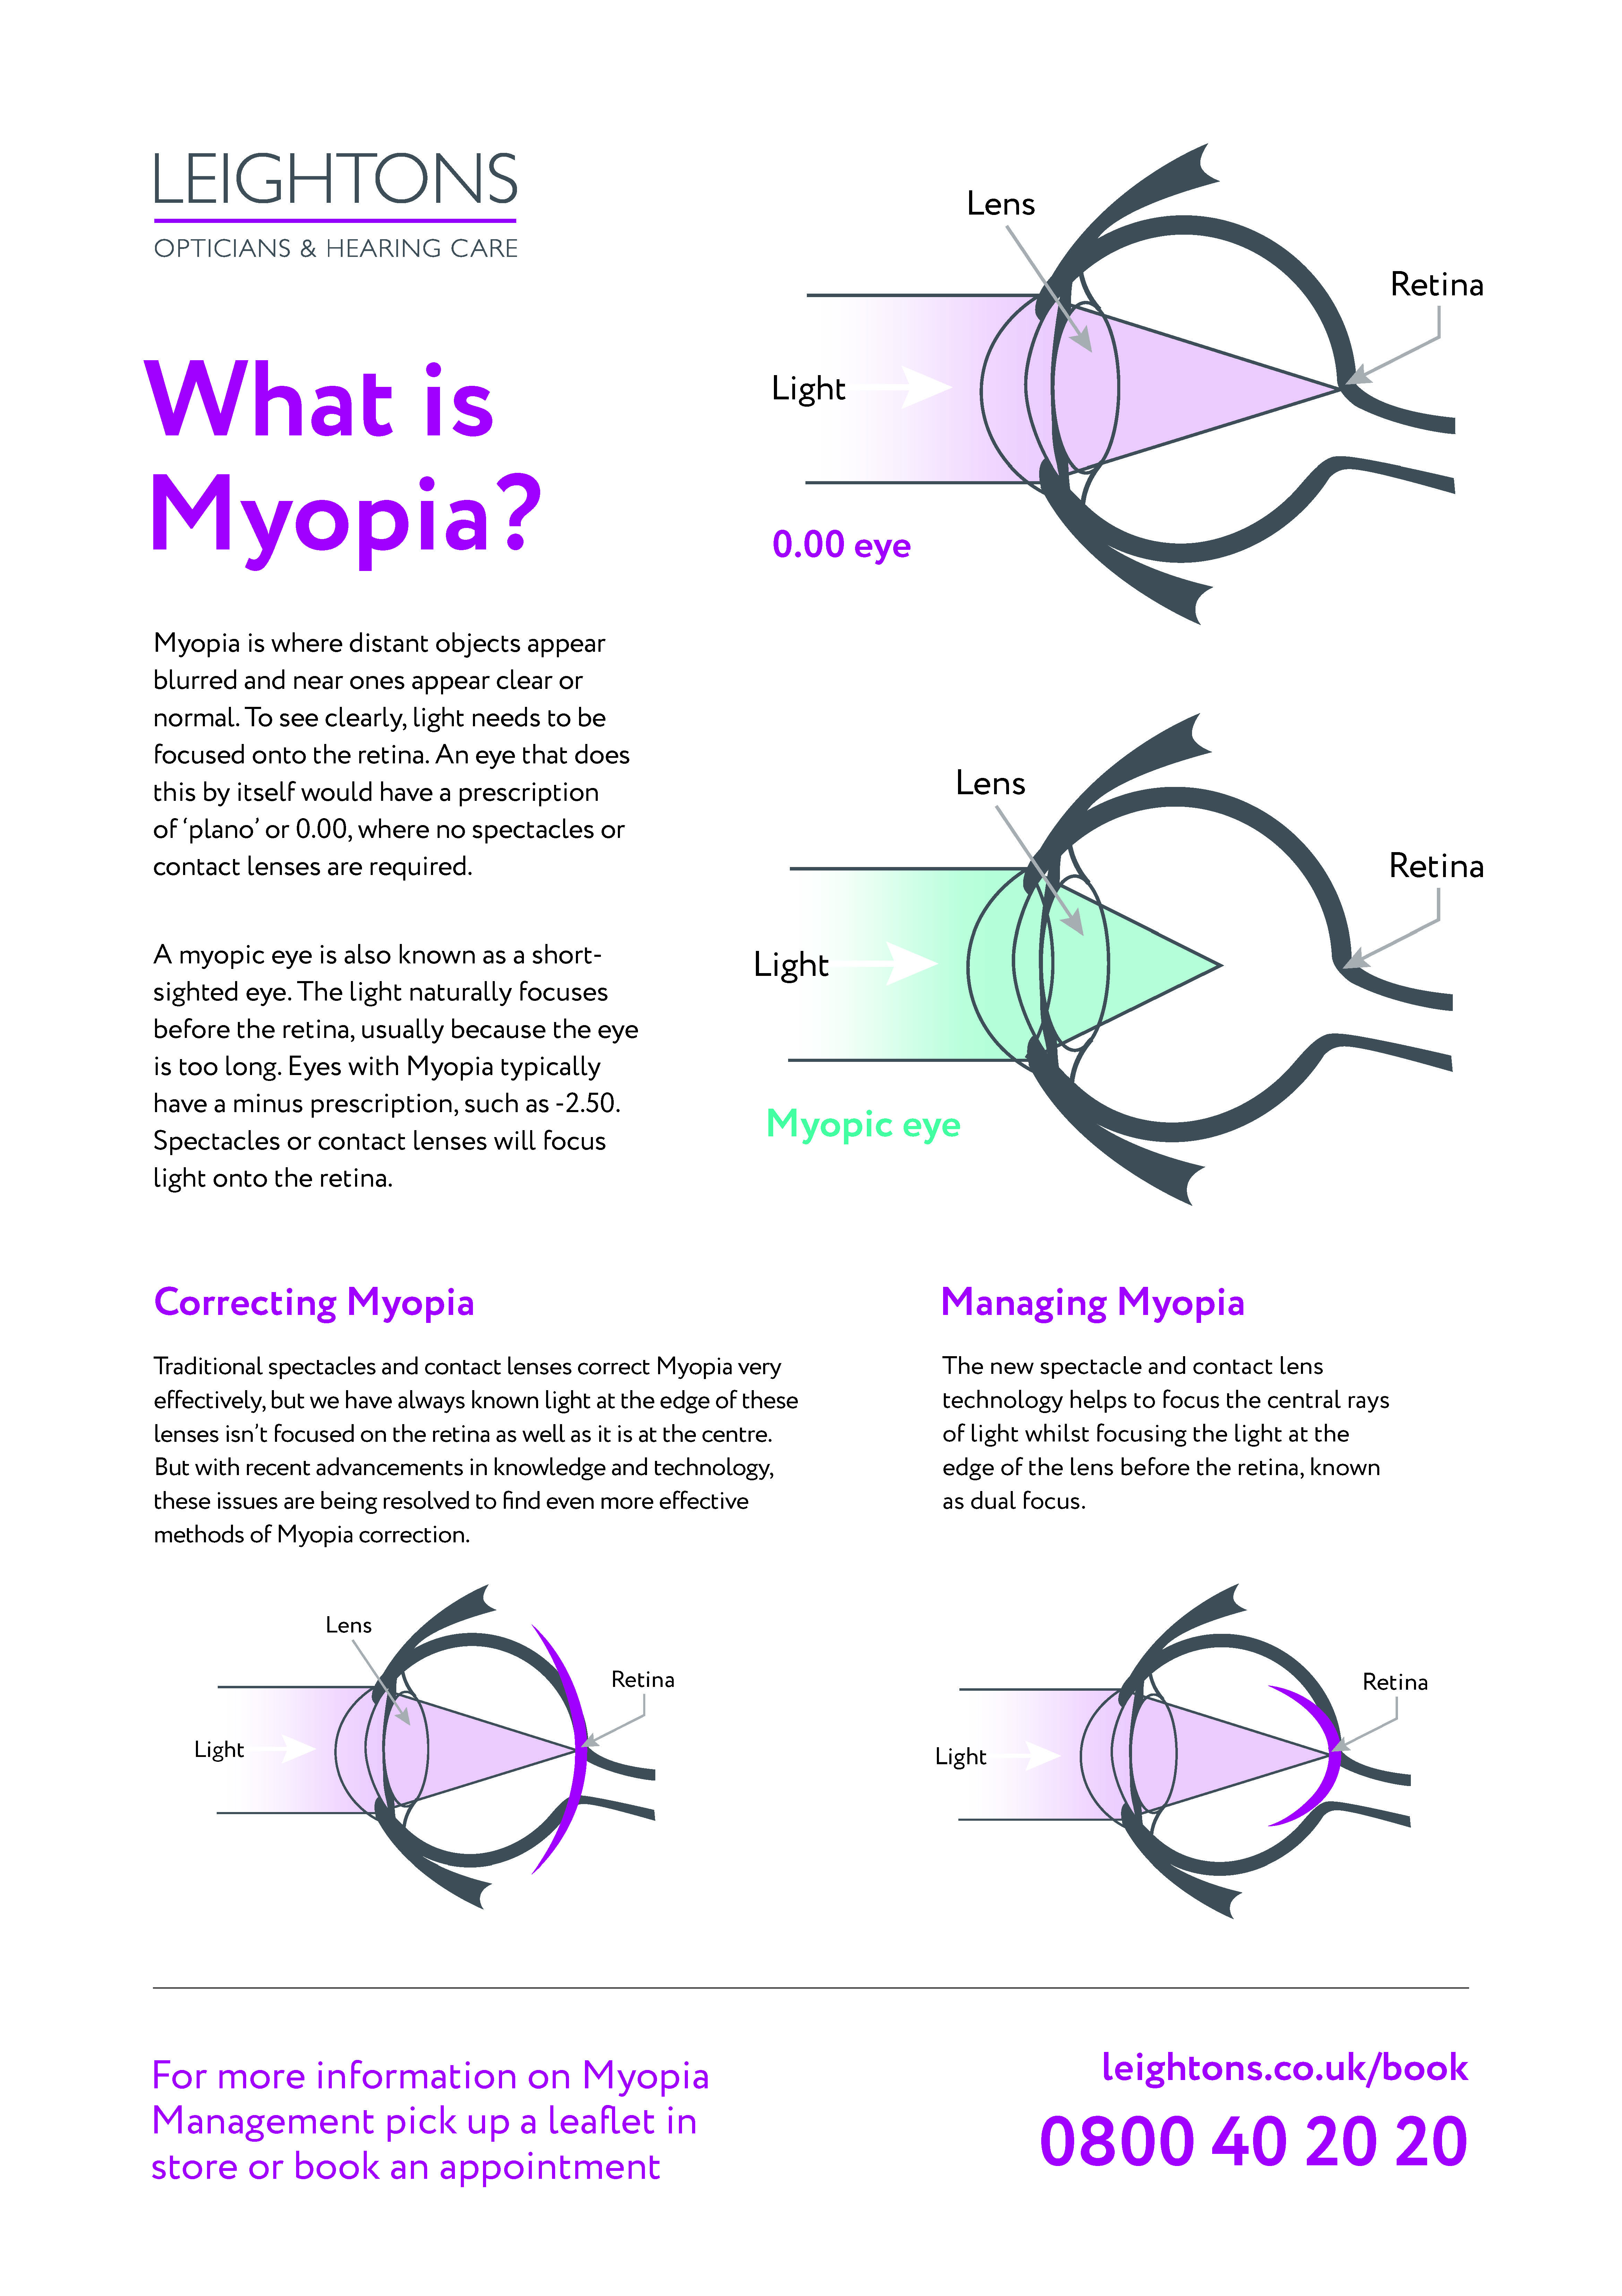 LEIGHTONS
OPTICIANS & HEARING CARE
What is
Myopia?
Myopia is where distant objects appear
blurred and near ones appear clear or
normal. To see clearly, light needs to be
focused onto the retina. An eye that does
this by itself would have a prescription
of ‘plano’ or 0.00, where no spectacles or
contact lenses are required.
A myopic eye is also known as a short-
sighted eye. The light naturally focuses
before the retina, usually because the eye
is too long. Eyes with Myopia typically
have a minus prescription, such as -2.50.
Spectacles or contact lenses will focus
light onto the retina.
Lens
Retina
Light
0.00 eye
Lens
Retina
Light
Myopic eye
Correcting Myopia
Traditional spectacles and contact lenses correct Myopia very
effectively, but we have always known light at the edge of these
lenses isn’t focused on the retina as well as it is at the centre.
But with recent advancements in knowledge and technology,
these issues are being resolved to find even more effective
methods of Myopia correction.
Lens
Retina
Light
Managing Myopia
The new spectacle and contact lens
technology helps to focus the central rays
of light whilst focusing the light at the
edge of the lens before the retina, known
as dual focus.
Retina
Light
For more information on Myopia
Management pick up a leaflet in
store or book an appointment
leightons.co.uk/book
0800 40 20 20